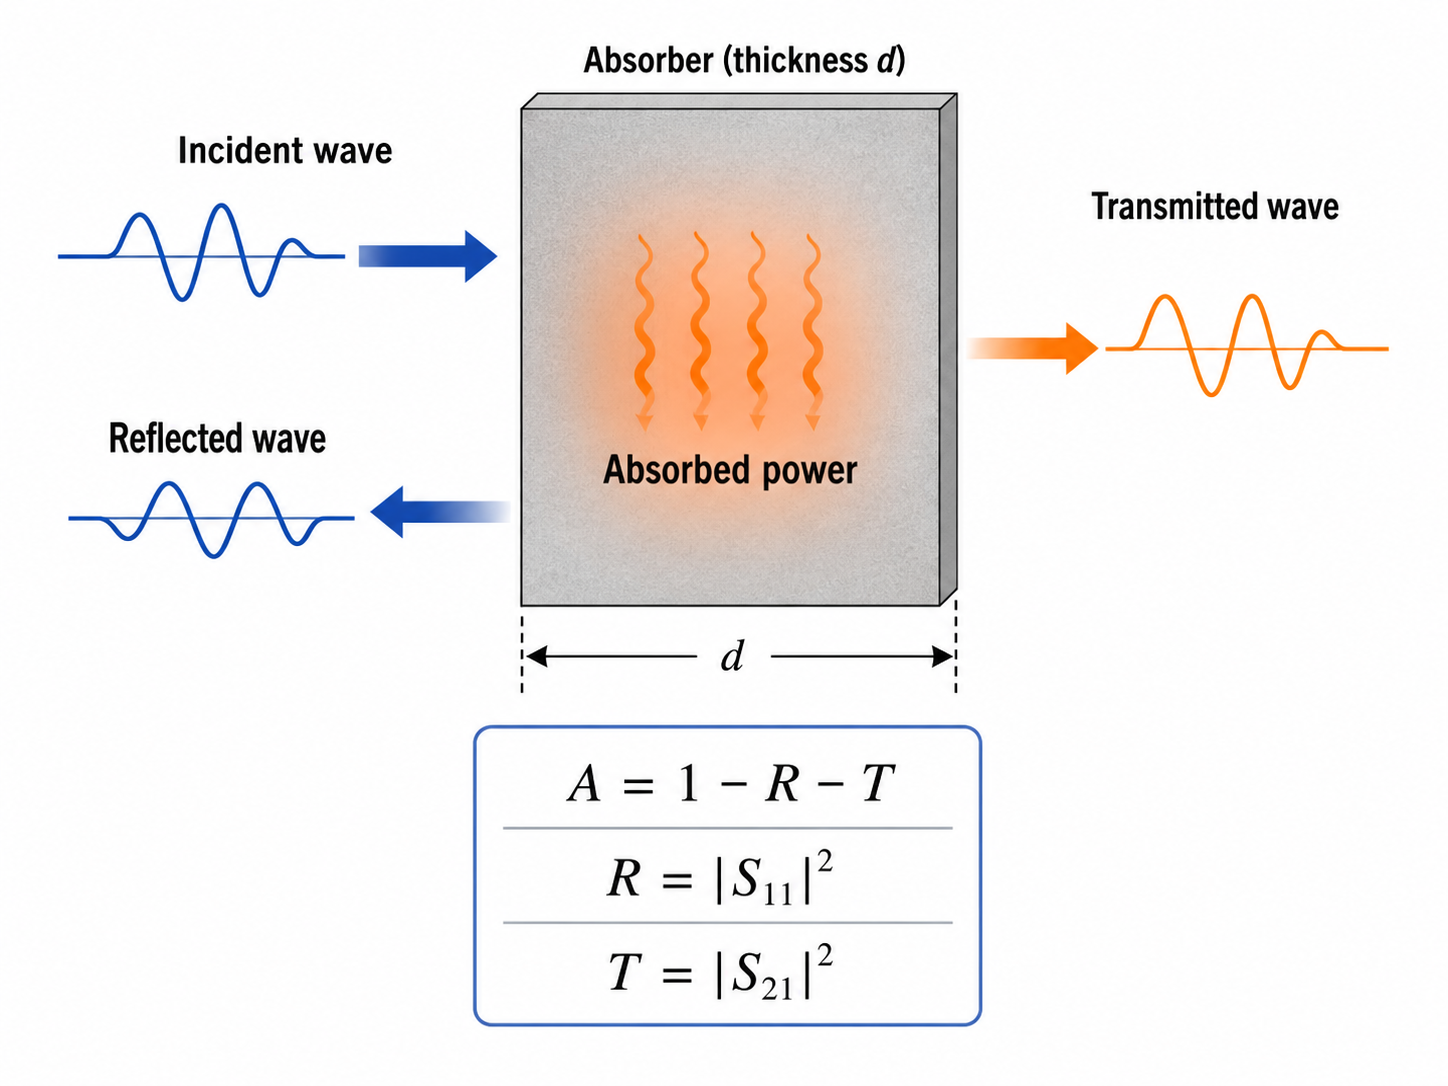 Absorber (thickness d)
Incident wave
Transmitted wave
Reflected wave
Absorbed power
d
A = 1 − R − T
R = |S₁₁|²
T = |S₂₁|²